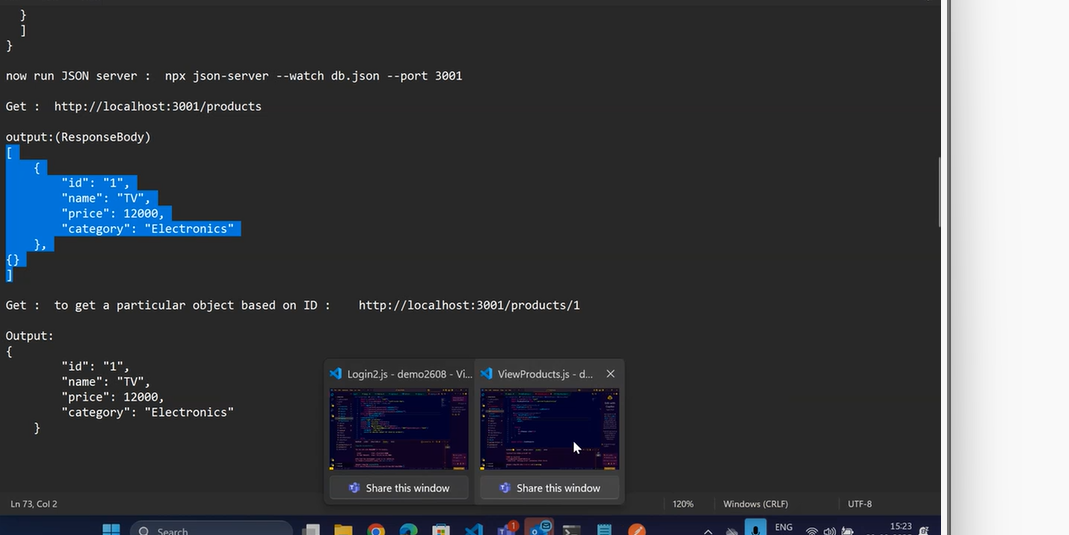 }
]
}
now run JSON server :  npx json-server --watch db.json --port 3001
Get :  http://localhost:3001/products
output:(ResponseBody)
[
{
"id": "1",
"name": "TV",
"price": 12000,
"category": "Electronics"
},
{}
]
Get :  to get a particular object based on ID :    http://localhost:3001/products/1
Output:
{
"id": "1",
"name": "TV",
"price": 12000,
"category": "Electronics"
}
Login2.js - demo2608 - Vi...
ViewProducts.js - d...
Share this window
Share this window
Ln 73, Col 2
120%
Windows (CRLF)
UTF-8
Search
1
ENG
15:23